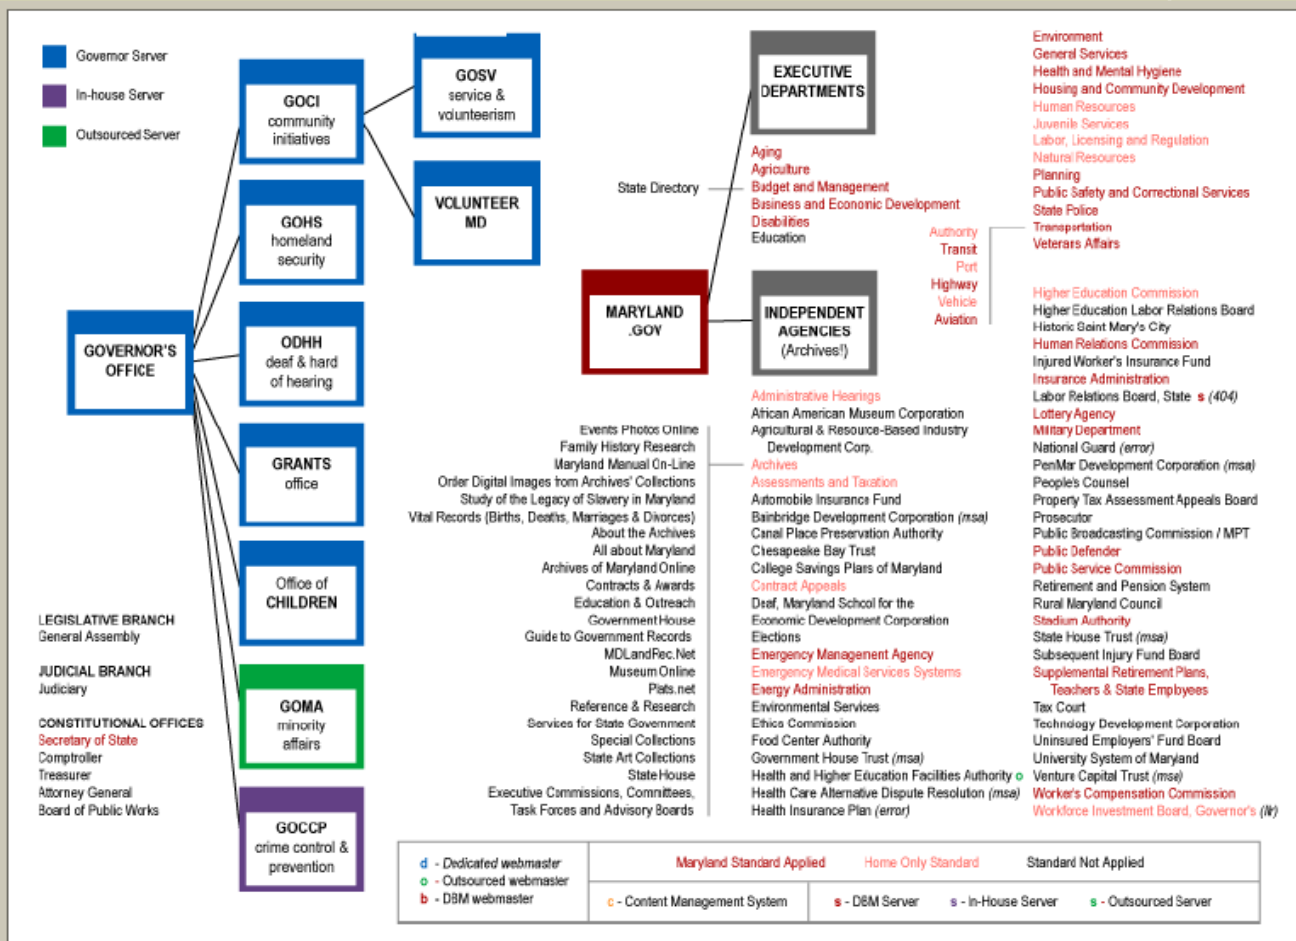 Governor Server
In-house Server
Outsourced Server
GOVERNOR'S
OFFICE
GOCI
community
initiatives
GOHS
homeland
security
ODHH
deaf & hard
of hearing
GRANTS
office
Office of
CHILDREN
GOMA
minority
affairs
GOCCP
crime control &
prevention
GOSV
service &
volunteerism
VOLUNTEER
MD
LEGISLATIVE BRANCH
General Assembly
JUDICIAL BRANCH
Judiciary
CONSTITUTIONAL OFFICES
Secretary of State
Comptroller
Treasurer
Attorney General
Board of Public Works
MARYLAND
.GOV
EXECUTIVE
DEPARTMENTS
State Directory
Aging
Agriculture
Budget and Management
Business and Economic Development
Disabilities
Education
Environment
General Services
Health and Mental Hygiene
Housing and Community Development
Human Resources
Juvenile Services
Labor, Licensing and Regulation
Natural Resources
Planning
Public Safety and Correctional Services
State Police
Transportation
Veterans Affairs
Authority
Transit
Port
Highway
Vehicle
Aviation
INDEPENDENT
AGENCIES
(Archives!)
Events Photos Online
Family History Research
Maryland Manual On-Line
Order Digital Images from Archives' Collections
Study of the Legacy of Slavery in Maryland
Vital Records (Births, Deaths, Marriages & Divorces)
About the Archives
All about Maryland
Archives of Maryland Online
Contracts & Awards
Education & Outreach
Government House
Guide to Government Records
MDLandRec.Net
Museum Online
Plats.net
Reference & Research
Services for State Government
Special Collections
State Art Collections
State House
Executive Commissions, Committees,
Task Forces and Advisory Boards
Administrative Hearings
African American Museum Corporation
Agricultural & Resource-Based Industry
Development Corp.
Archives
Assessments and Taxation
Automobile Insurance Fund
Bainbridge Development Corporation (msa)
Canal Place Preservation Authority
Chesapeake Bay Trust
College Savings Plans of Maryland
Contract Appeals
Deaf, Maryland School for the
Economic Development Corporation
Elections
Emergency Management Agency
Emergency Medical Services Systems
Energy Administration
Environmental Services
Ethics Commission
Food Center Authority
Government House Trust (msa)
Health and Higher Education Facilities Authority o
Health Care Alternative Dispute Resolution (msa)
Health Insurance Plan (error)
Higher Education Commission
Higher Education Labor Relations Board
Historic Saint Mary's City
Human Relations Commission
Injured Worker's Insurance Fund
Insurance Administration
Labor Relations Board, State s (404)
Lottery Agency
Military Department
National Guard (error)
PenMar Development Corporation (msa)
People's Counsel
Property Tax Assessment Appeals Board
Prosecutor
Public Broadcasting Commission / MPT
Public Defender
Public Service Commission
Retirement and Pension System
Rural Maryland Council
Stadium Authority
State House Trust (msa)
Subsequent Injury Fund Board
Supplemental Retirement Plans,
Teachers & State Employees
Tax Court
Technology Development Corporation
Uninsured Employers' Fund Board
University System of Maryland
Venture Capital Trust (msa)
Worker's Compensation Commission
Workforce Investment Board, Governor's (llr)
d - Dedicated webmaster
o - Outsourced webmaster
b - DBM webmaster
Maryland Standard Applied Home Only Standard Standard Not Applied
c - Content Management System s - DBM Server s - In-House Server s - Outsourced Server